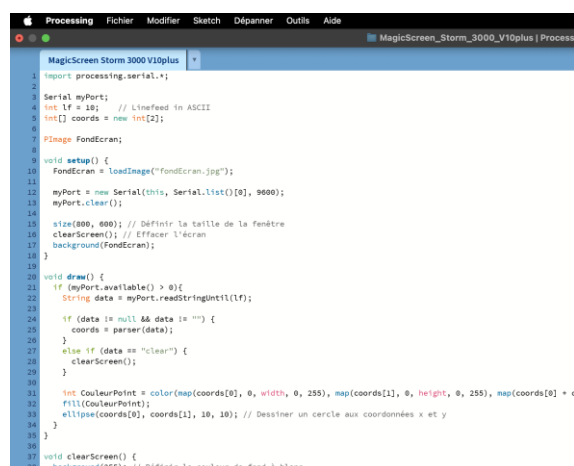 Processing Fichier Modifier Sketch Dépanner Outils Aide
MagicScreen_Storm_3000_V10plus | Process
MagicScreen Storm 3000 V10plus
1 import processing.serial.*;
2
3 Serial myPort;
4 int lf = 10; // Linefeed in ASCII
5 int[] coords = new int[2];
6
7 PImage FondEcran;
8
9 void setup() {
10 FondEcran = loadImage("fondEcran.jpg");
11
12 myPort = new Serial(this, Serial.list()[0], 9600);
13 myPort.clear();
14
15 size(800, 600); // Définir la taille de la fenêtre
16 clearScreen(); // Effacer l'écran
17 background(FondEcran);
18 }
19
20 void draw() {
21 if (myPort.available() > 0){
22 String data = myPort.readStringUntil(lf);
23
24 if (data != null && data != "") {
25 coords = parser(data);
26 }
27 else if (data == "clear") {
28 clearScreen();
29 }
30
31 int CouleurPoint = color(map(coords[0], 0, width, 0, 255), map(coords[1], 0, height, 0, 255), map(coords[0] + c
32 fill(CouleurPoint);
33 ellipse(coords[0], coords[1], 10, 10); // Dessiner un cercle aux coordonnées x et y
34 }
35 }
36
37 void clearScreen() {